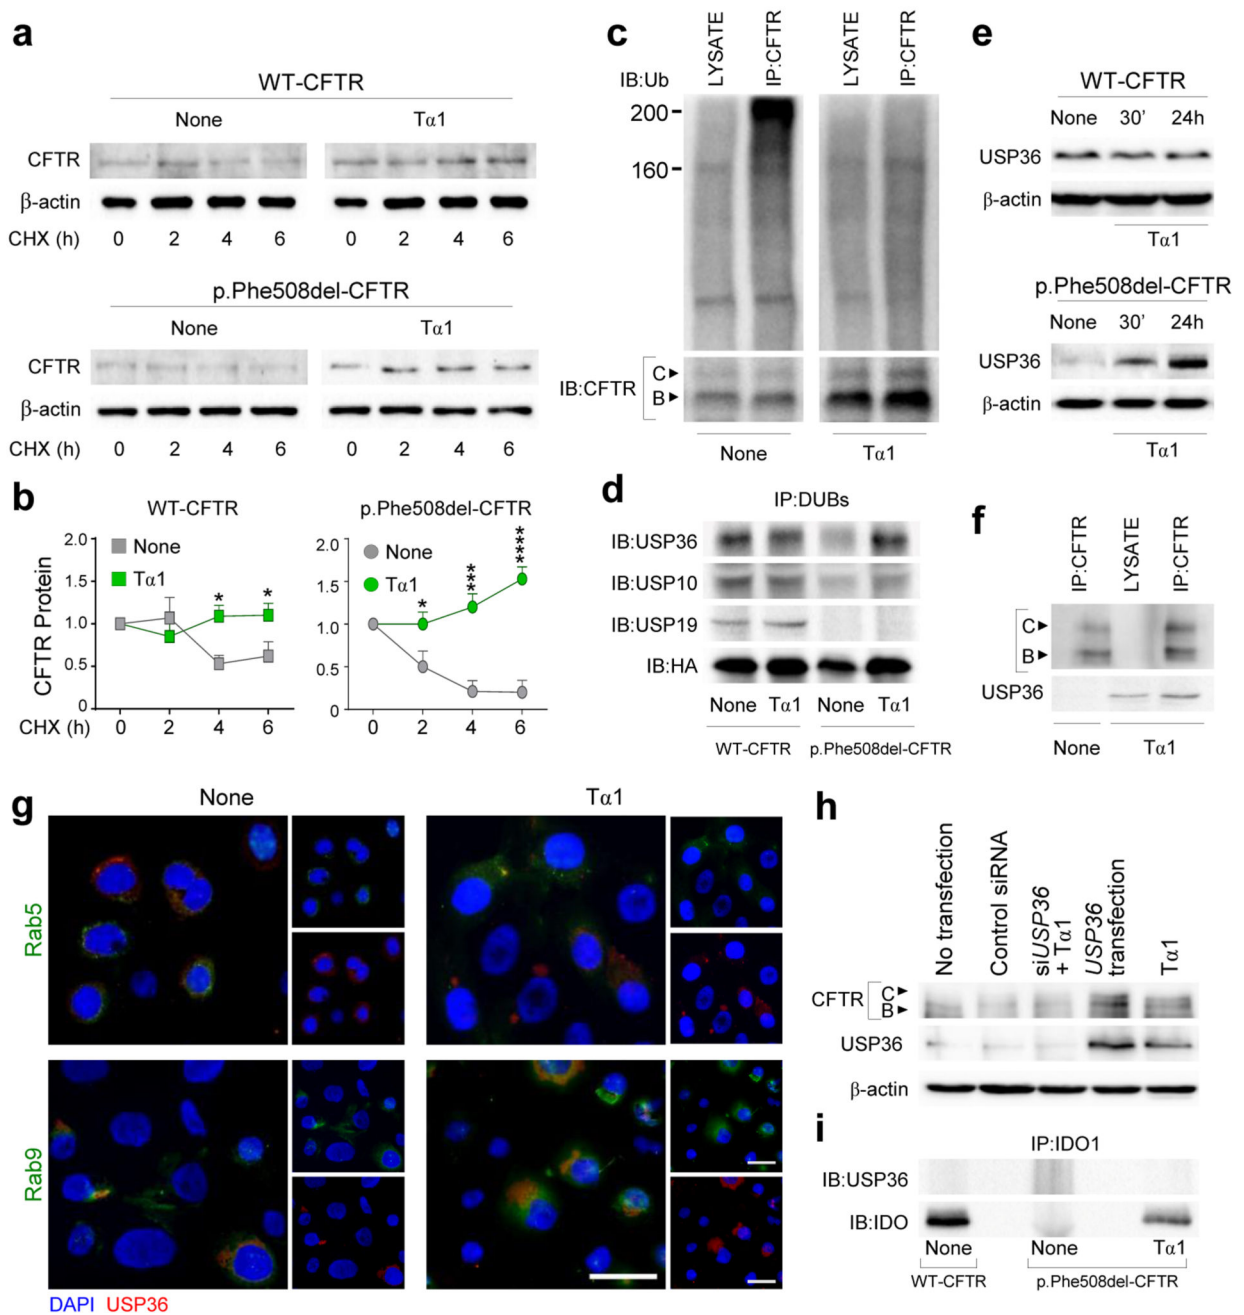 a
WT-CFTR
None Tα1
CFTR
β-actin
CHX (h) 0 2 4 6 0 2 4 6
p.Phe508del-CFTR
None Tα1
CFTR
β-actin
CHX (h) 0 2 4 6 0 2 4 6
b
WT-CFTR p.Phe508del-CFTR
CFTR Protein
2.0
1.5
1.0
0.5
0
None
Tα1
* *
2.0
1.5
1.0
0.5
0
None
Tα1
* *** ****
CHX (h) 0 2 4 6 0 2 4 6
c
LYSATE IP:CFTR LYSATE IP:CFTR
IB:Ub
200
160
IB:CFTR
C
B
None Tα1
d
IP:DUBs
IB:USP36
IB:USP10
IB:USP19
IB:HA
None Tα1 None Tα1
WT-CFTR p.Phe508del-CFTR
e
WT-CFTR
None 30' 24h
USP36
β-actin
Tα1
p.Phe508del-CFTR
None 30' 24h
USP36
β-actin
Tα1
f
IP:CFTR LYSATE IP:CFTR
C
B
USP36
None Tα1
g
None Tα1
Rab5
Rab9
DAPI USP36
h
No transfection
Control siRNA
siUSP36
+ Tα1
USP36
transfection
Tα1
CFTR
C
B
USP36
β-actin
i
IP:IDO1
IB:USP36
IB:IDO
None None Tα1
WT-CFTR p.Phe508del-CFTR